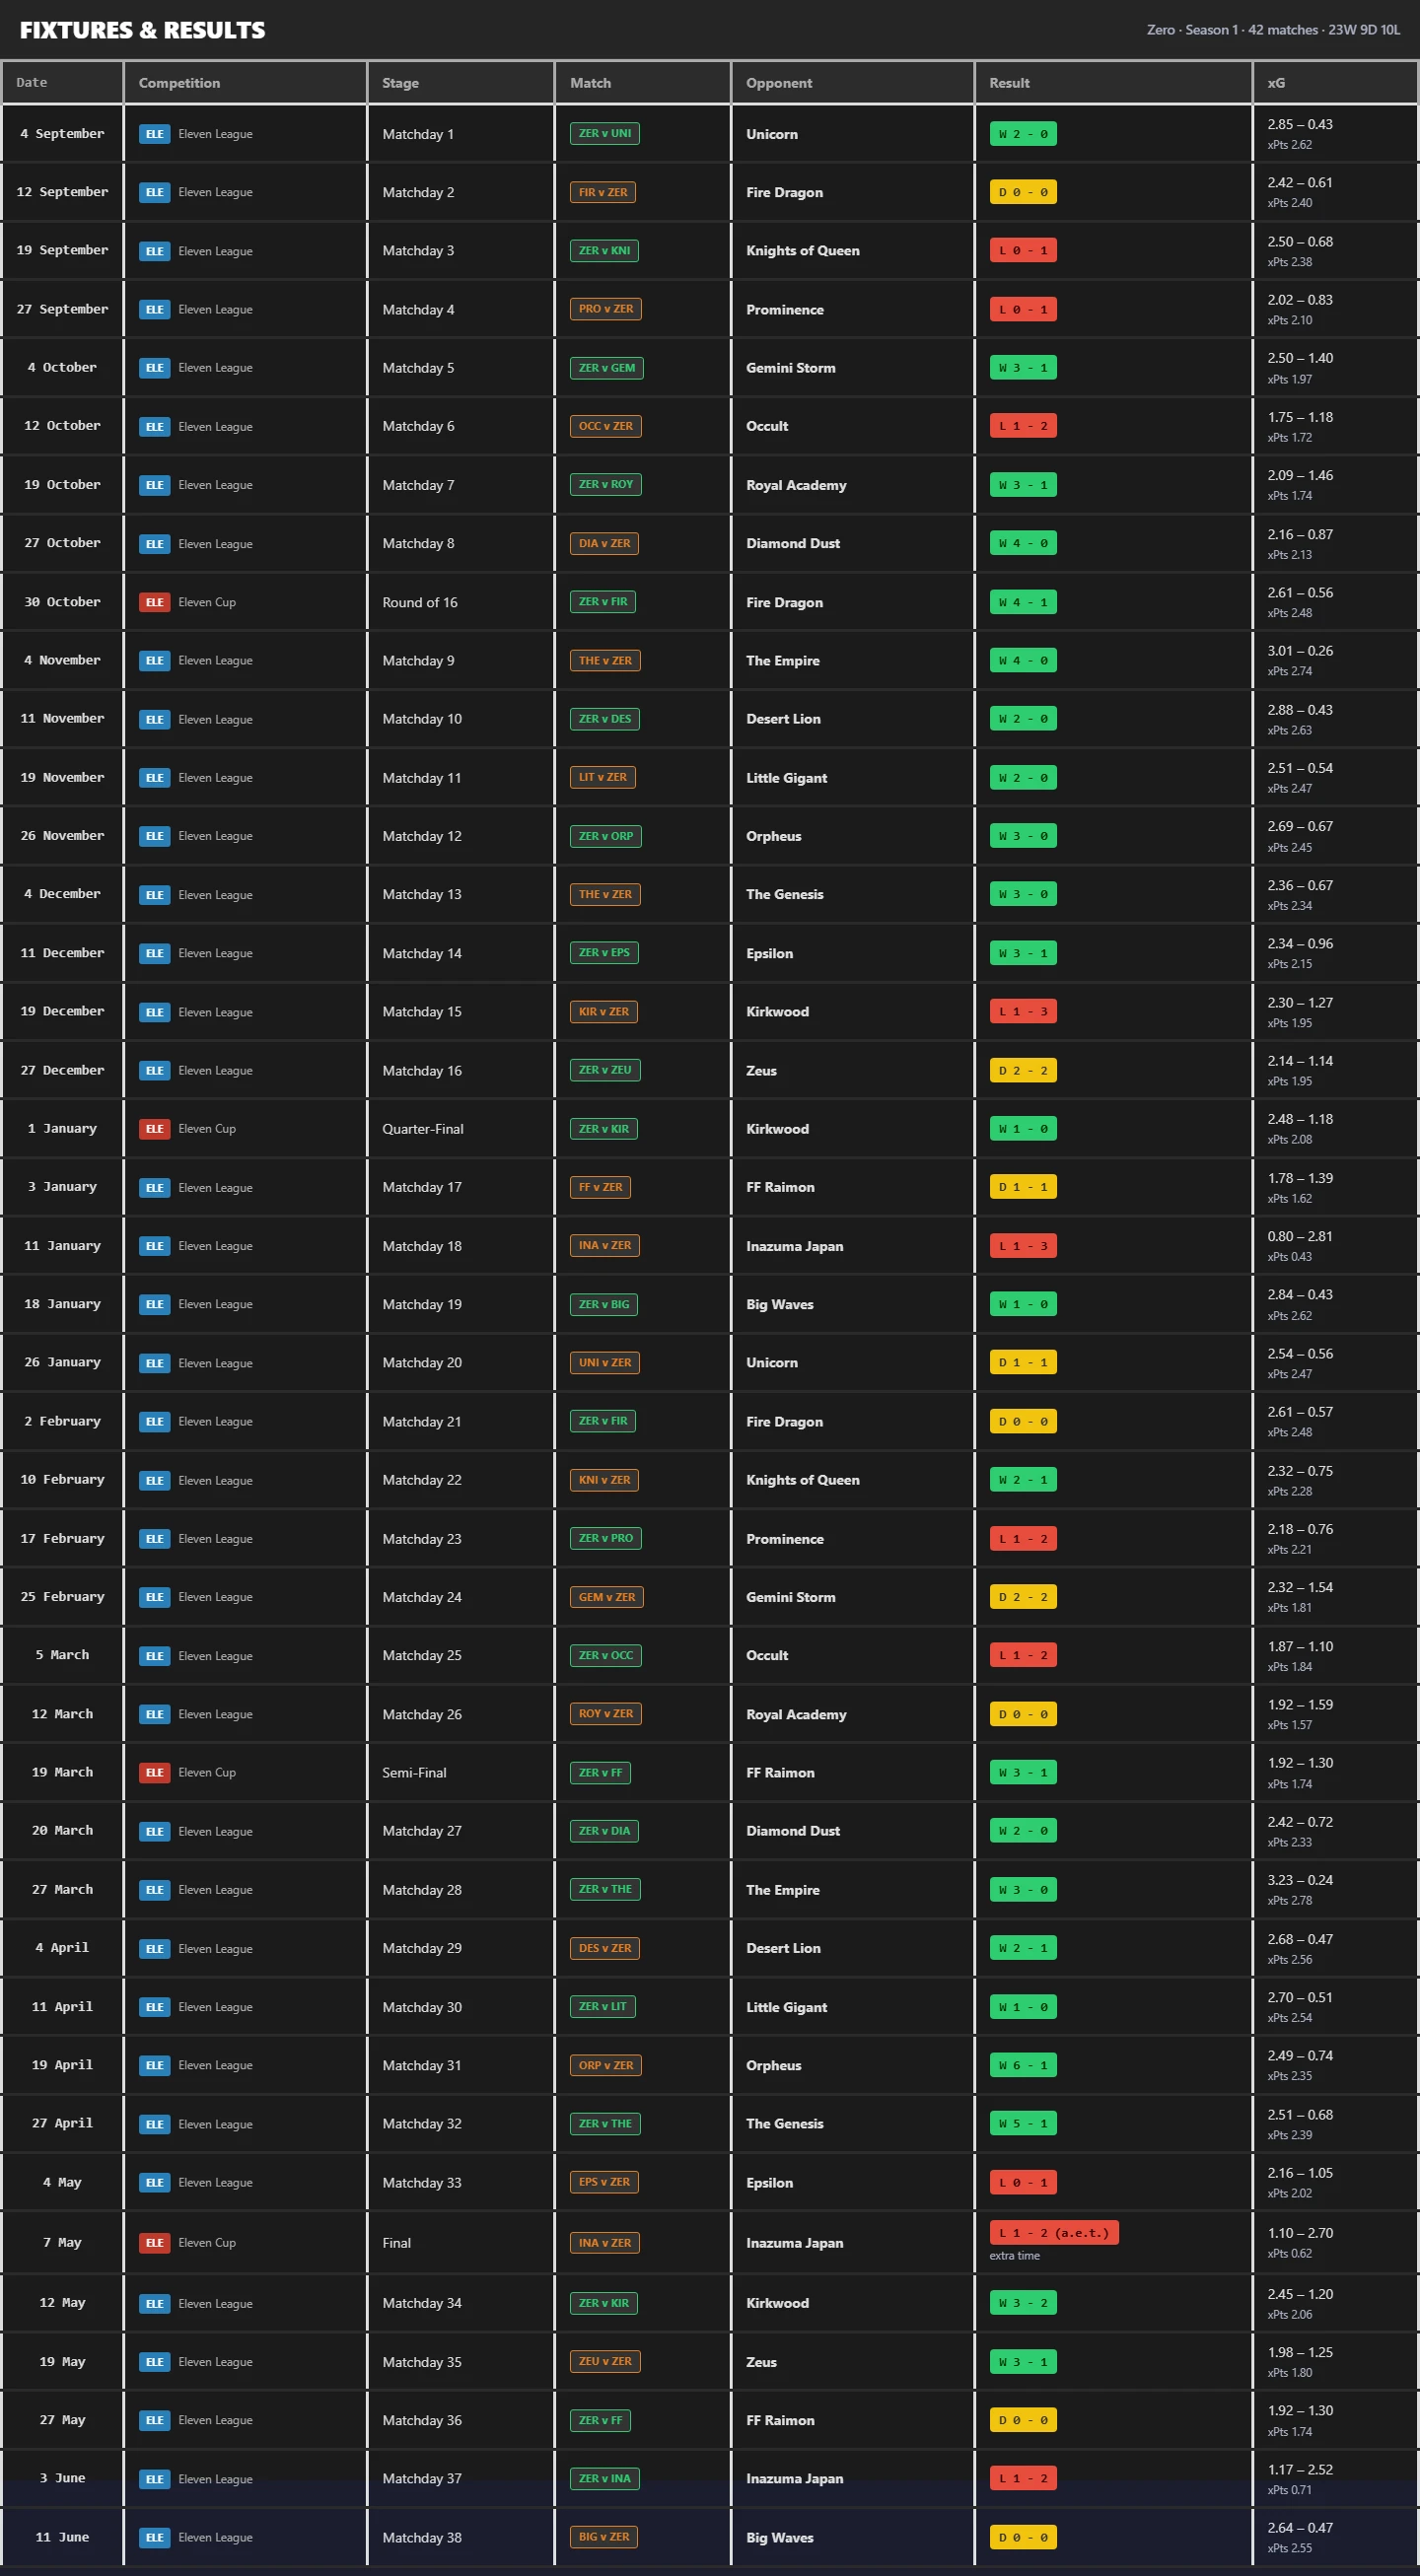 FIXTURES & RESULTS
Zero · Season 1 · 42 matches · 23W 9D 10L
Date Competition Stage Match Opponent Result xG
4 September ELE Eleven League Matchday 1 ZER v UNI Unicorn W 2 - 0 2.85 – 0.43
xPts 2.62
12 September ELE Eleven League Matchday 2 FIR v ZER Fire Dragon D 0 - 0 2.42 – 0.61
xPts 2.40
19 September ELE Eleven League Matchday 3 ZER v KNI Knights of Queen L 0 - 1 2.50 – 0.68
xPts 2.38
27 September ELE Eleven League Matchday 4 PRO v ZER Prominence L 0 - 1 2.02 – 0.83
xPts 2.10
4 October ELE Eleven League Matchday 5 ZER v GEM Gemini Storm W 3 - 1 2.50 – 1.40
xPts 1.97
12 October ELE Eleven League Matchday 6 OCC v ZER Occult L 1 - 2 1.75 – 1.18
xPts 1.72
19 October ELE Eleven League Matchday 7 ZER v ROY Royal Academy W 3 - 1 2.09 – 1.46
xPts 1.74
27 October ELE Eleven League Matchday 8 DIA v ZER Diamond Dust W 4 - 0 2.16 – 0.87
xPts 2.13
30 October ELE Eleven Cup Round of 16 ZER v FIR Fire Dragon W 4 - 1 2.61 – 0.56
xPts 2.48
4 November ELE Eleven League Matchday 9 THE v ZER The Empire W 4 - 0 3.01 – 0.26
xPts 2.74
11 November ELE Eleven League Matchday 10 ZER v DES Desert Lion W 2 - 0 2.88 – 0.43
xPts 2.63
19 November ELE Eleven League Matchday 11 LIT v ZER Little Gigant W 2 - 0 2.51 – 0.54
xPts 2.47
26 November ELE Eleven League Matchday 12 ZER v ORP Orpheus W 3 - 0 2.69 – 0.67
xPts 2.45
4 December ELE Eleven League Matchday 13 THE v ZER The Genesis W 3 - 0 2.36 – 0.67
xPts 2.34
11 December ELE Eleven League Matchday 14 ZER v EPS Epsilon W 3 - 1 2.34 – 0.96
xPts 2.15
19 December ELE Eleven League Matchday 15 KIR v ZER Kirkwood L 1 - 3 2.30 – 1.27
xPts 1.95
27 December ELE Eleven League Matchday 16 ZER v ZEU Zeus D 2 - 2 2.14 – 1.14
xPts 1.95
1 January ELE Eleven Cup Quarter-Final ZER v KIR Kirkwood W 1 - 0 2.48 – 1.18
xPts 2.08
3 January ELE Eleven League Matchday 17 FF v ZER FF Raimon D 1 - 1 1.78 – 1.39
xPts 1.62
11 January ELE Eleven League Matchday 18 INA v ZER Inazuma Japan L 1 - 3 0.80 – 2.81
xPts 0.43
18 January ELE Eleven League Matchday 19 ZER v BIG Big Waves W 1 - 0 2.84 – 0.43
xPts 2.62
26 January ELE Eleven League Matchday 20 UNI v ZER Unicorn D 1 - 1 2.54 – 0.56
xPts 2.47
2 February ELE Eleven League Matchday 21 ZER v FIR Fire Dragon D 0 - 0 2.61 – 0.57
xPts 2.48
10 February ELE Eleven League Matchday 22 KNI v ZER Knights of Queen W 2 - 1 2.32 – 0.75
xPts 2.28
17 February ELE Eleven League Matchday 23 ZER v PRO Prominence L 1 - 2 2.18 – 0.76
xPts 2.21
25 February ELE Eleven League Matchday 24 GEM v ZER Gemini Storm D 2 - 2 2.32 – 1.54
xPts 1.81
5 March ELE Eleven League Matchday 25 ZER v OCC Occult L 1 - 2 1.87 – 1.10
xPts 1.84
12 March ELE Eleven League Matchday 26 ROY v ZER Royal Academy D 0 - 0 1.92 – 1.59
xPts 1.57
19 March ELE Eleven Cup Semi-Final ZER v FF FF Raimon W 3 - 1 1.92 – 1.30
xPts 1.74
20 March ELE Eleven League Matchday 27 ZER v DIA Diamond Dust W 2 - 0 2.42 – 0.72
xPts 2.33
27 March ELE Eleven League Matchday 28 ZER v THE The Empire W 3 - 0 3.23 – 0.24
xPts 2.78
4 April ELE Eleven League Matchday 29 DES v ZER Desert Lion W 2 - 1 2.68 – 0.47
xPts 2.56
11 April ELE Eleven League Matchday 30 ZER v LIT Little Gigant W 1 - 0 2.70 – 0.51
xPts 2.54
19 April ELE Eleven League Matchday 31 ORP v ZER Orpheus W 6 - 1 2.49 – 0.74
xPts 2.35
27 April ELE Eleven League Matchday 32 ZER v THE The Genesis W 5 - 1 2.51 – 0.68
xPts 2.39
4 May ELE Eleven League Matchday 33 EPS v ZER Epsilon L 0 - 1 2.16 – 1.05
xPts 2.02
7 May ELE Eleven Cup Final INA v ZER Inazuma Japan L 1 - 2 (a.e.t.) 1.10 – 2.70
extra time xPts 0.62
12 May ELE Eleven League Matchday 34 ZER v KIR Kirkwood W 3 - 2 2.45 – 1.20
xPts 2.06
19 May ELE Eleven League Matchday 35 ZEU v ZER Zeus W 3 - 1 1.98 – 1.25
xPts 1.80
27 May ELE Eleven League Matchday 36 ZER v FF FF Raimon D 0 - 0 1.92 – 1.30
xPts 1.74
3 June ELE Eleven League Matchday 37 ZER v INA Inazuma Japan L 1 - 2 1.17 – 2.52
xPts 0.71
11 June ELE Eleven League Matchday 38 BIG v ZER Big Waves D 0 - 0 2.64 – 0.47
xPts 2.55